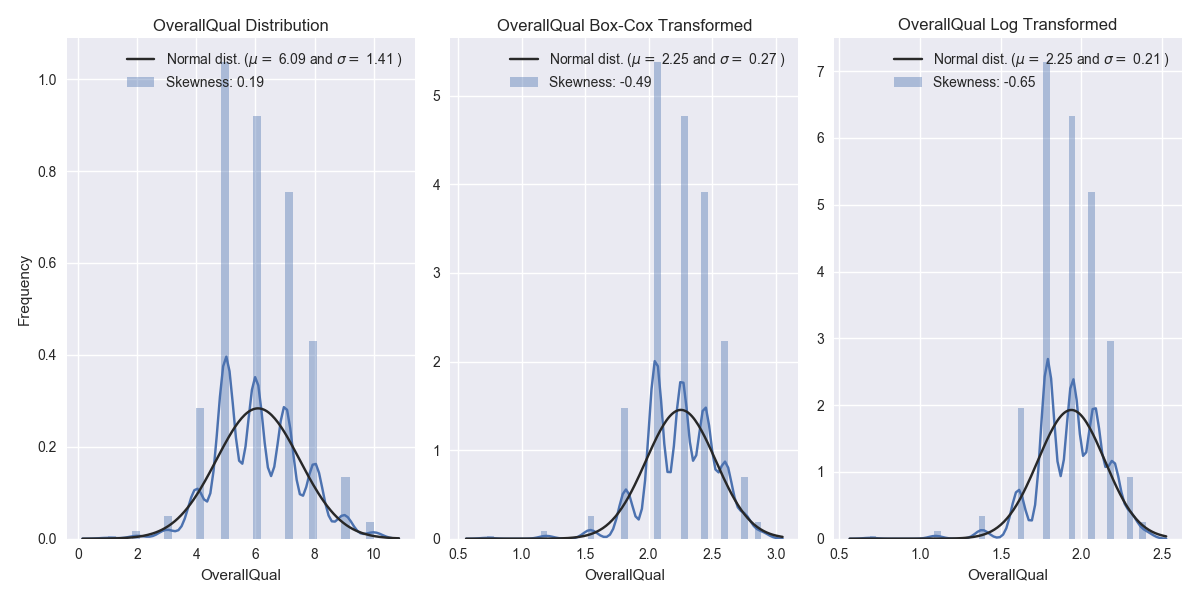 OverallQual Distribution
Normal dist. (μ = 6.09 and σ = 1.41 )
Skewness: 0.19
1.0
0.8
0.6
0.4
0.2
0.0
Frequency
0 2 4 6 8 10
OverallQual
OverallQual Box-Cox Transformed
Normal dist. (μ = 2.25 and σ = 0.27 )
Skewness: -0.49
5
4
3
2
1
0
0.5 1.0 1.5 2.0 2.5 3.0
OverallQual
OverallQual Log Transformed
Normal dist. (μ = 2.25 and σ = 0.21 )
Skewness: -0.65
7
6
5
4
3
2
1
0
0.5 1.0 1.5 2.0 2.5
OverallQual